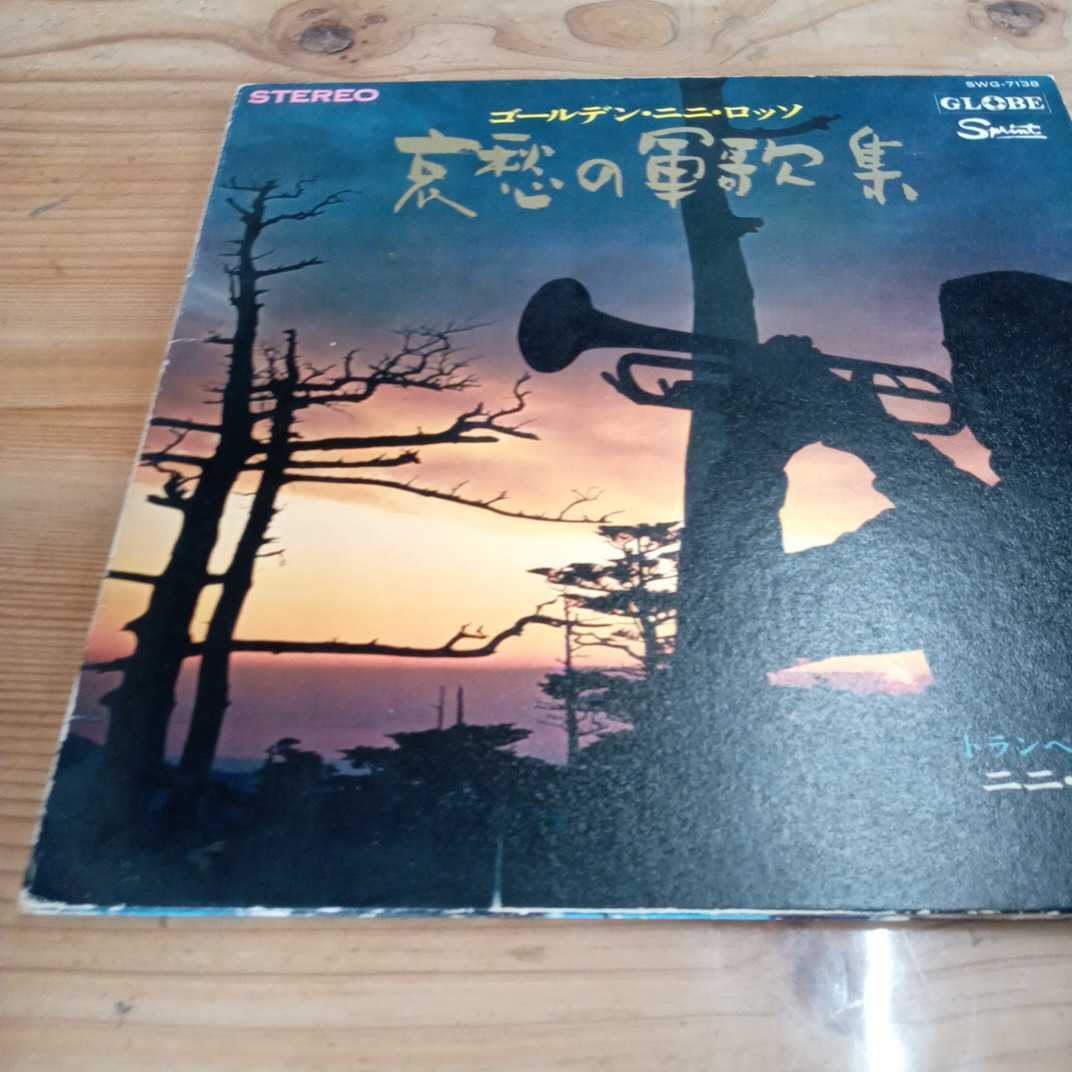 STEREO
SWG-7138
GLOBE
Sprint
ゴールデン・ニニ・ロッソ
哀愁の軍歌集
トランペ
ニニ・